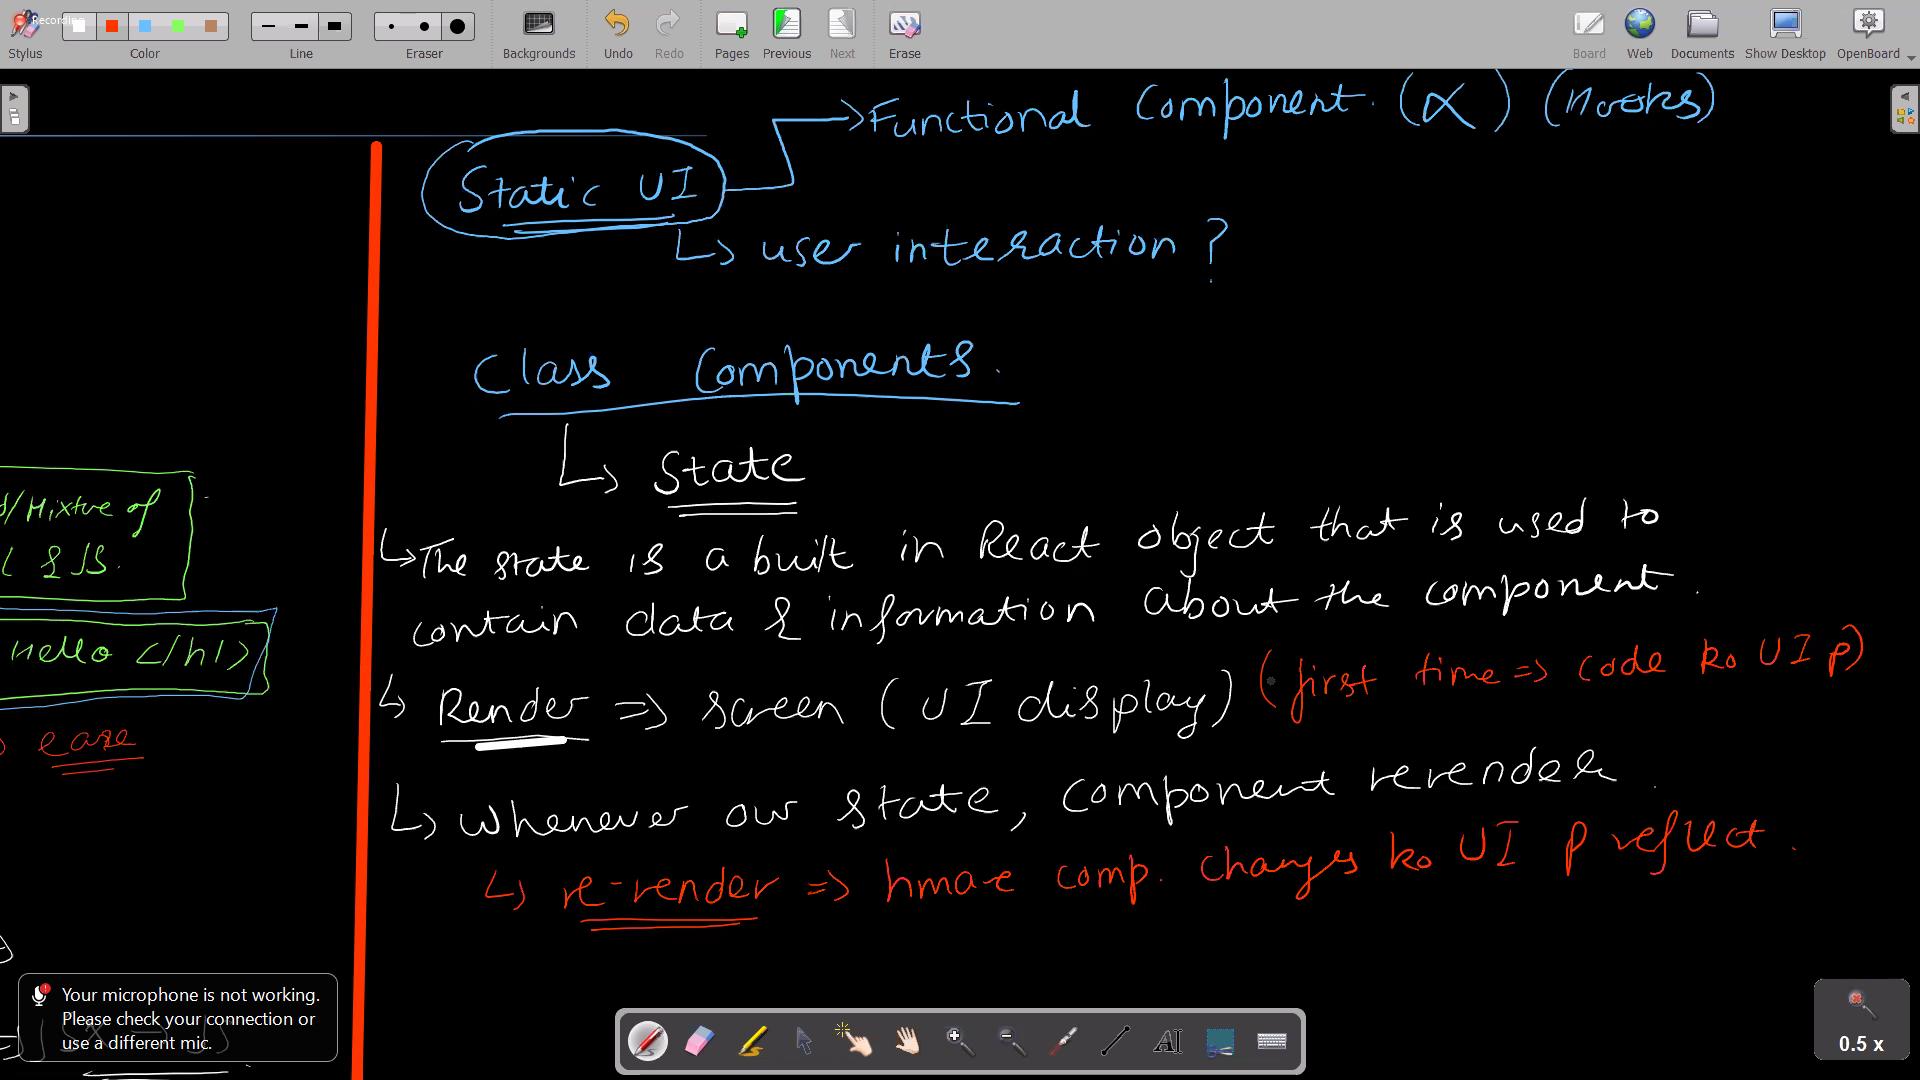 Recording
Stylus
Color
Line
Eraser
Backgrounds
Undo
Redo
Pages
Previous
Next
Erase
Board
Web
Documents
Show Desktop
OpenBoard
Functional Component. (∝) (Hooks)
Static UI
↳ user interaction ?
Class Components.
↳ State
↳ The state is a built in React object that is used to
contain data & information about the component.
↳ Render => screen (UI display) (first time => code ko UI p)
↳ Whenever our state, component rerender.
↳ re-render => hmare comp. changes ko UI p reflect.
/Mixture of
& JS.
Hello </h1>
ease
Your microphone is not working.
Please check your connection or
use a different mic.
0.5 x